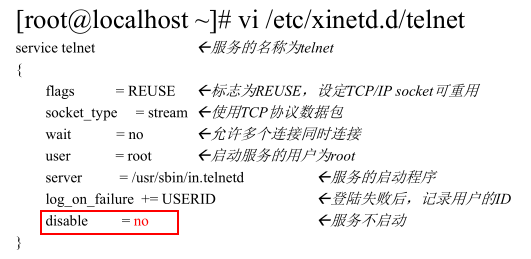 [root@localhost ~]# vi /etc/xinetd.d/telnet
service telnet ←服务的名称为telnet
{
flags = REUSE ←标志为REUSE，设定TCP/IP socket可重用
socket_type = stream ←使用TCP协议数据包
wait = no ←允许多个连接同时连接
user = root ←启动服务的用户为root
server = /usr/sbin/in.telnetd ←服务的启动程序
log_on_failure += USERID ←登陆失败后，记录用户的ID
disable = no ←服务不启动
}